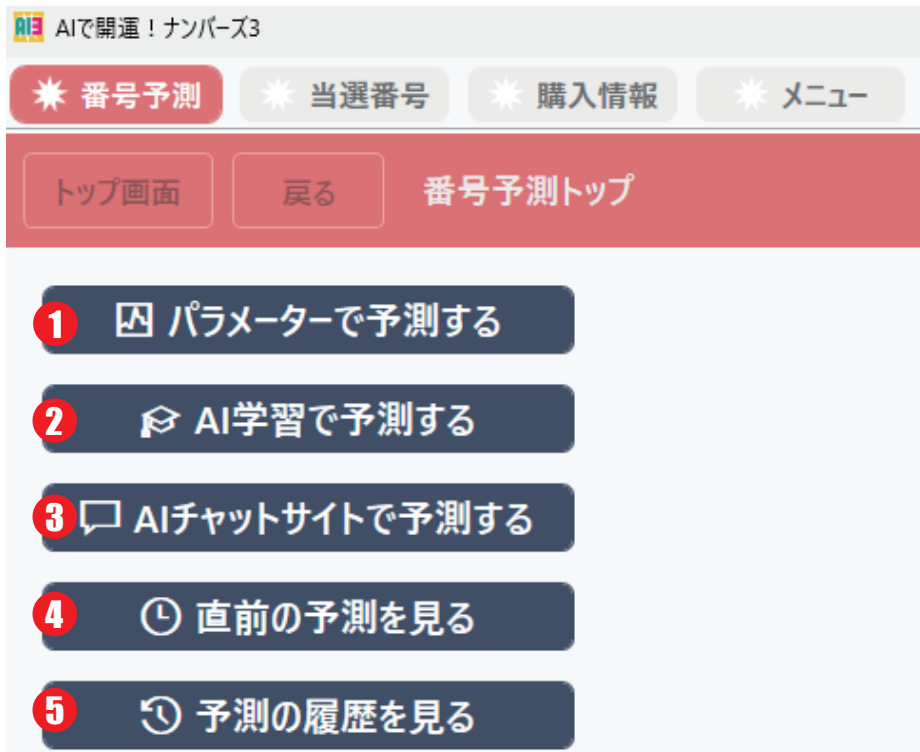 AI3 AIで開運！ナンバーズ3
番号予測 当選番号 購入情報 メニュー
トップ画面 戻る 番号予測トップ
1 パラメーターで予測する
2 AI学習で予測する
3 AIチャットサイトで予測する
4 直前の予測を見る
5 予測の履歴を見る